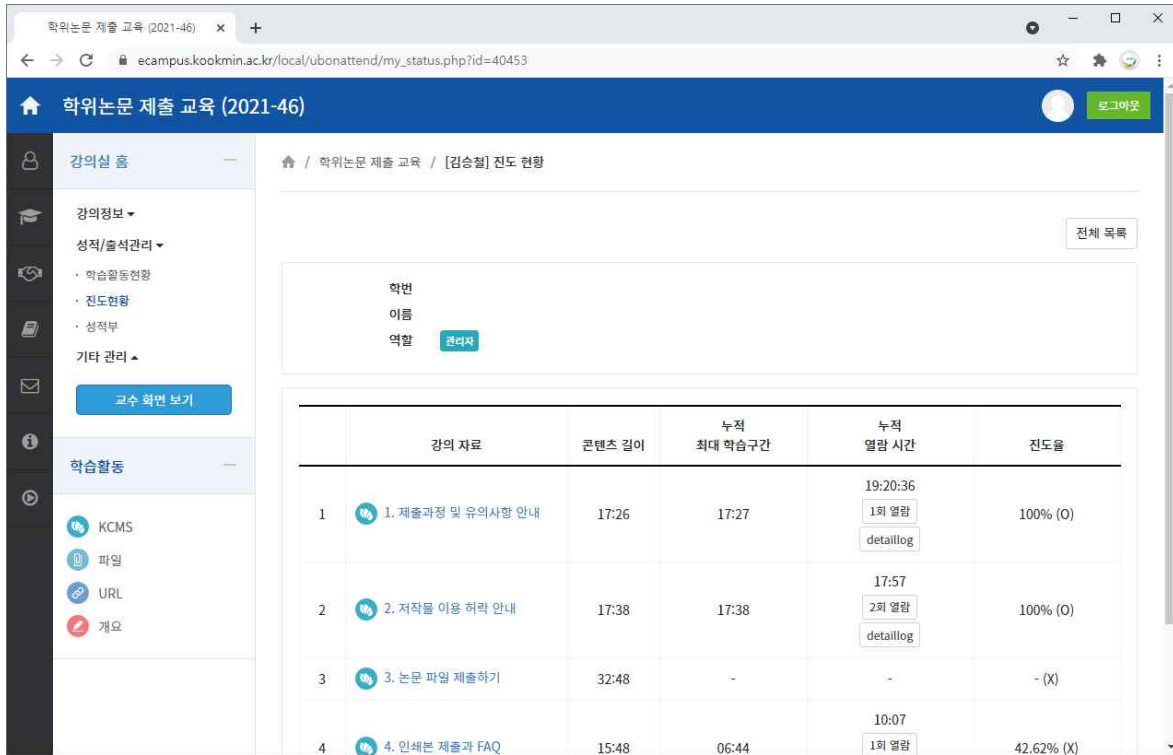 학위논문 제출 교육 (2021-46)
ecampus.kookmin.ac.kr/local/ubonattend/my_status.php?id=40453
학위논문 제출 교육 (2021-46)
로그아웃
강의실 홈
강의정보
성적/출석관리
· 학습활동현황
· 진도현황
· 성적부
기타 관리
교수 화면 보기
학습활동
KCMS
파일
URL
개요
/ 학위논문 제출 교육 / [김승철] 진도 현황
전체 목록
학번
이름
역할 관리자
강의 자료 콘텐츠 길이 누적 최대 학습구간 누적 열람 시간 진도율
1 1. 제출과정 및 유의사항 안내 17:26 17:27 19:20:36 100% (O)
1회 열람
detaillog
2 2. 저작물 이용 허락 안내 17:38 17:38 17:57 100% (O)
2회 열람
detaillog
3 3. 논문 파일 제출하기 32:48 - - - (X)
4 4. 인쇄본 제출과 FAQ 15:48 06:44 10:07 42.62% (X)
1회 열람